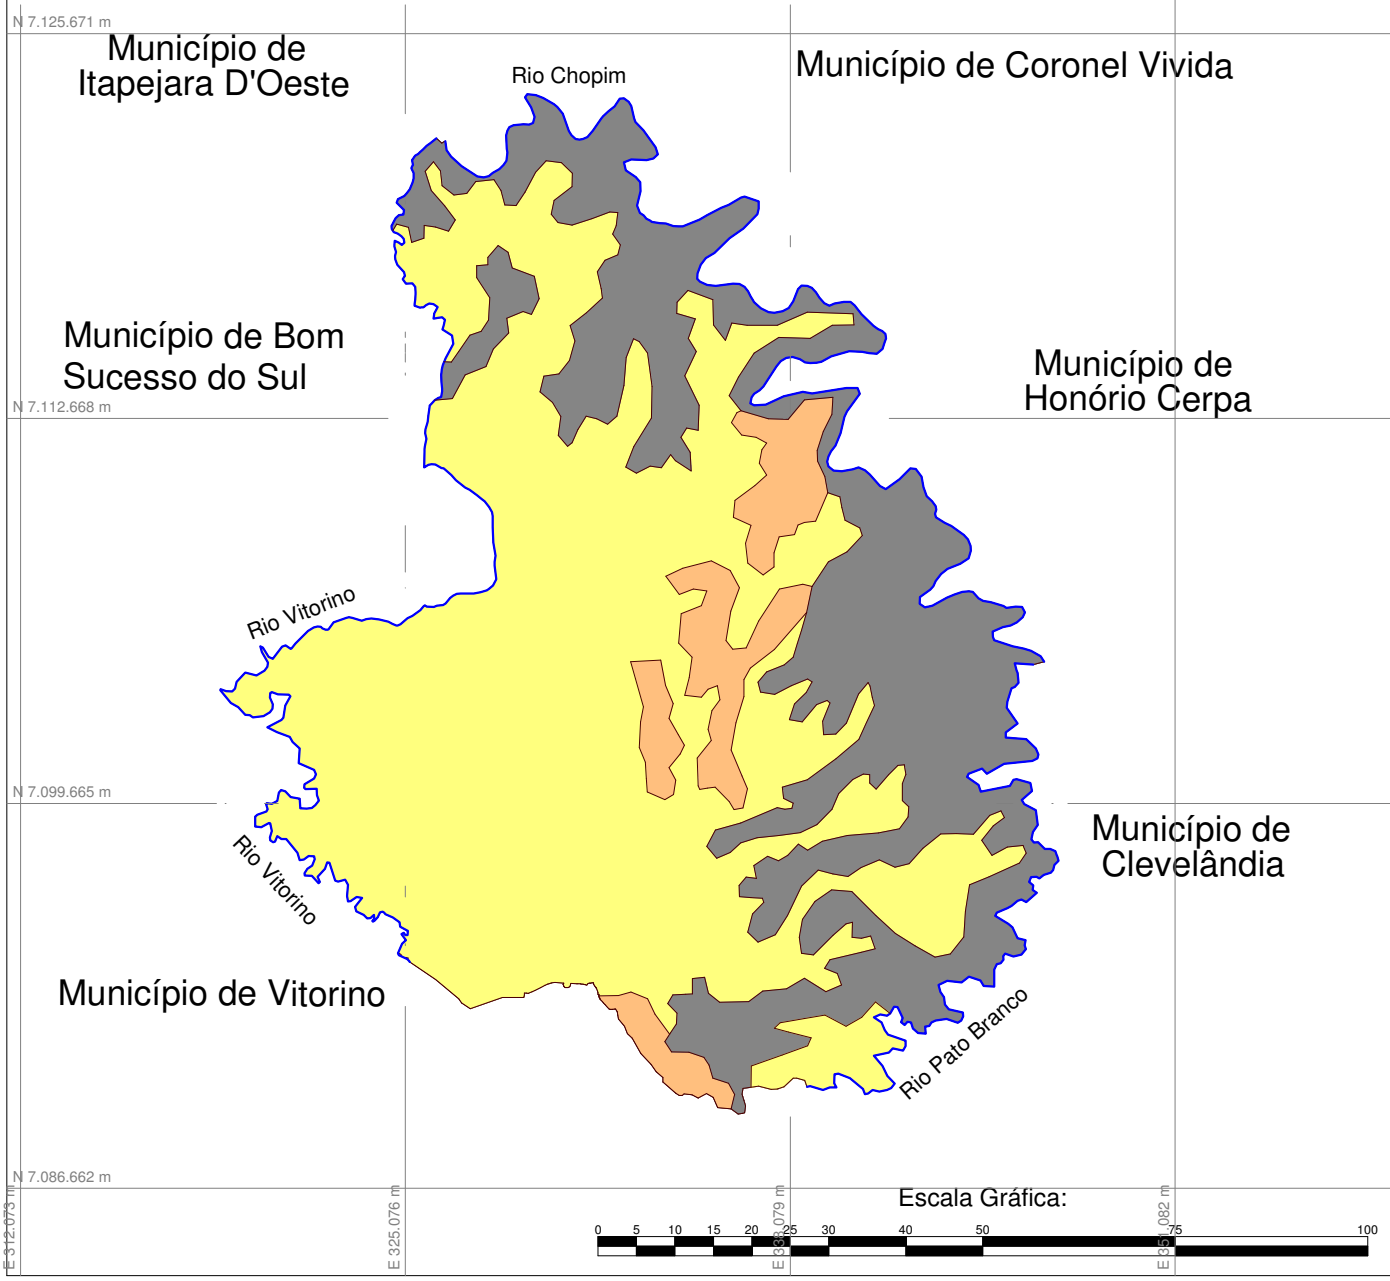 N 7.125.671 m
Município de
Itapejara D'Oeste
Rio Chopim
Município de Coronel Vivida
Município de Bom
Sucesso do Sul
Município de
Honório Cerpa
N 7.112.668 m
Rio Vitorino
N 7.099.665 m
Município de
Clevelândia
Rio Vitorino
Município de Vitorino
Rio Pato Branco
N 7.086.662 m
E 312.073 m
E 325.076 m
E 338.079 m
E 351.082 m
Escala Gráfica:
0 5 10 15 20 25 30 40 50 75 100